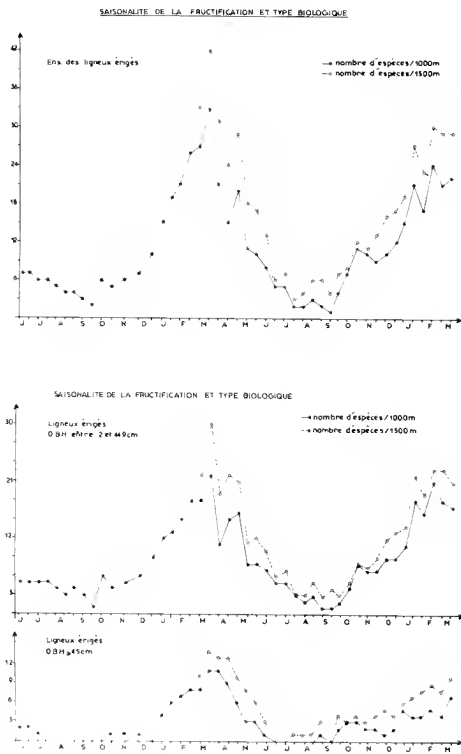 SAISONALITE DE LA FRUCTIFICATION ET TYPE BIOLOGIQUE
42
Ens. des ligneux érigés
nombre d'espèces/1000m
nombre d'espèces/1500m
36
30
24
18
12
6
J J A S O N D J F M A M J J A S O N D J F M
SAISONALITE DE LA FRUCTIFICATION ET TYPE BIOLOGIQUE
30
Ligneux érigés
D.B.H. entre 2 et 44,9cm
nombre d'espèces/1000m
nombre d'espèces/1500m
21
12
3
J J A S O N D J F M A M J J A S O N D J F M
Ligneux érigés
D.B.H. ⩾45cm
12
9
6
3
J J A S O N D J F M A M J J A S O N D J F M